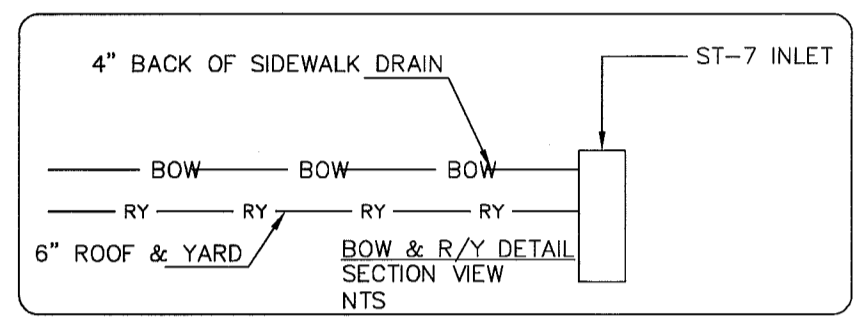 4" BACK OF SIDEWALK DRAIN
ST-7 INLET
BOW BOW BOW
RY RY RY RY
6" ROOF & YARD
BOW & R/Y DETAIL
SECTION VIEW
NTS